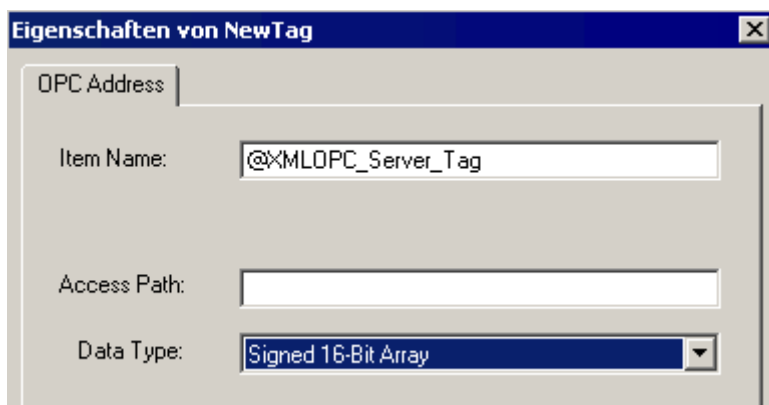 Eigenschaften von NewTag
OPC Address
Item Name: @XMLOPC_Server_Tag
Access Path:
Data Type: Signed 16-Bit Array